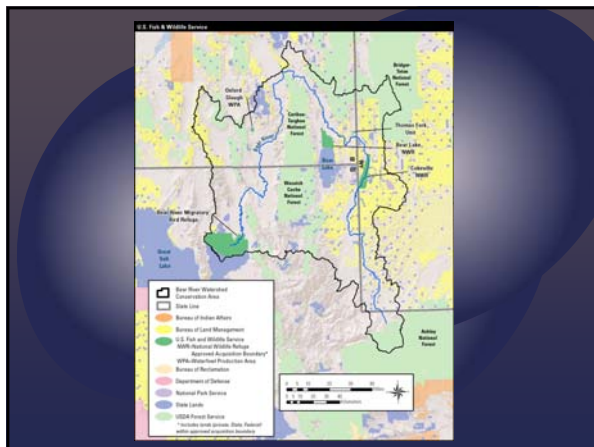 U.S. Fish & Wildlife Service
Bridger-
Teton
National
Forest
Oxford
Slough
WPA
Caribou-
Targhee
National
Forest
Bear River
Thomas Fork
Unit
Bear Lake
NWR
Bear
Lake
Cokeville
NWR
ID
UT
Wasatch
Cache
National
Forest
Bear River Migratory
Bird Refuge
Great
Salt
Lake
Ashley
National
Forest
Bear River Watershed
Conservation Area
State Line
Bureau of Indian Affairs
Bureau of Land Management
U.S. Fish and Wildlife Service
NWR=National Wildlife Refuge
Approved Acquisition Boundary*
WPA=Waterfowl Production Area
Bureau of Reclamation
Department of Defense
National Park Service
State Lands
USDA Forest Service
* Includes lands (private, State, Federal)
within approved acquisition boundary